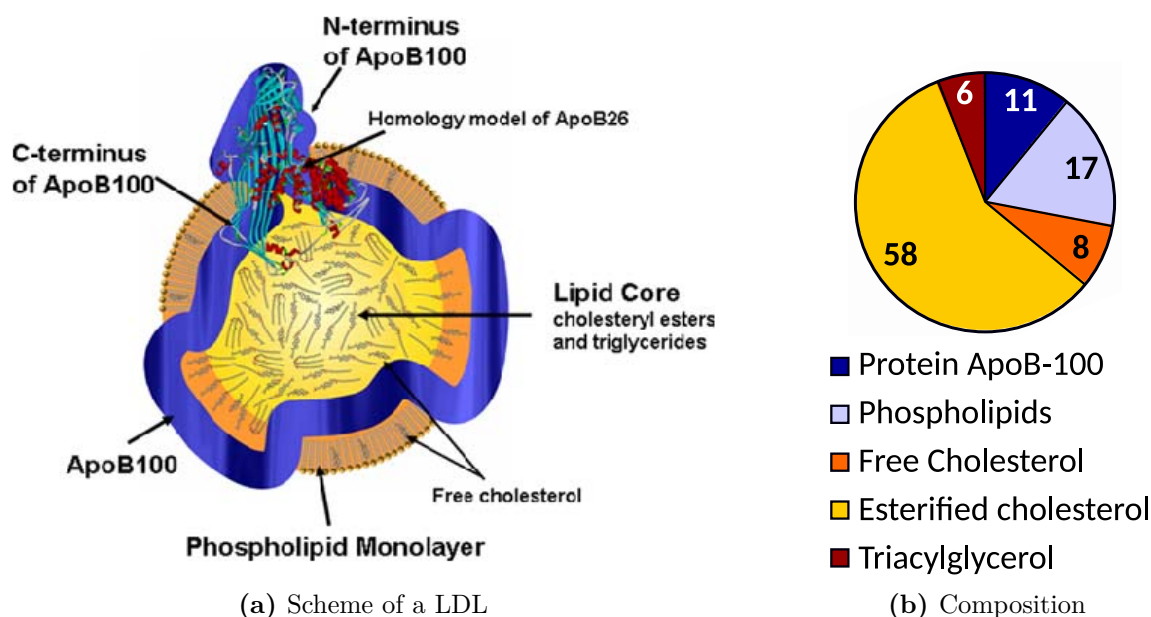 N-terminus
of ApoB100
Homology model of ApoB26
C-terminus
of ApoB100
Lipid Core
cholesteryl esters
and triglycerides
ApoB100
Free cholesterol
Phospholipid Monolayer
(a) Scheme of a LDL
6
11
17
8
58
Protein ApoB-100
Phospholipids
Free Cholesterol
Esterified cholesterol
Triacylglycerol
(b) Composition